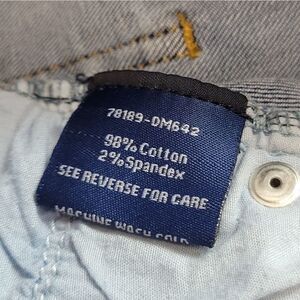 78189-DM642
98% Cotton
2% Spandex
SEE REVERSE FOR CARE
MACHINE WASH COLD